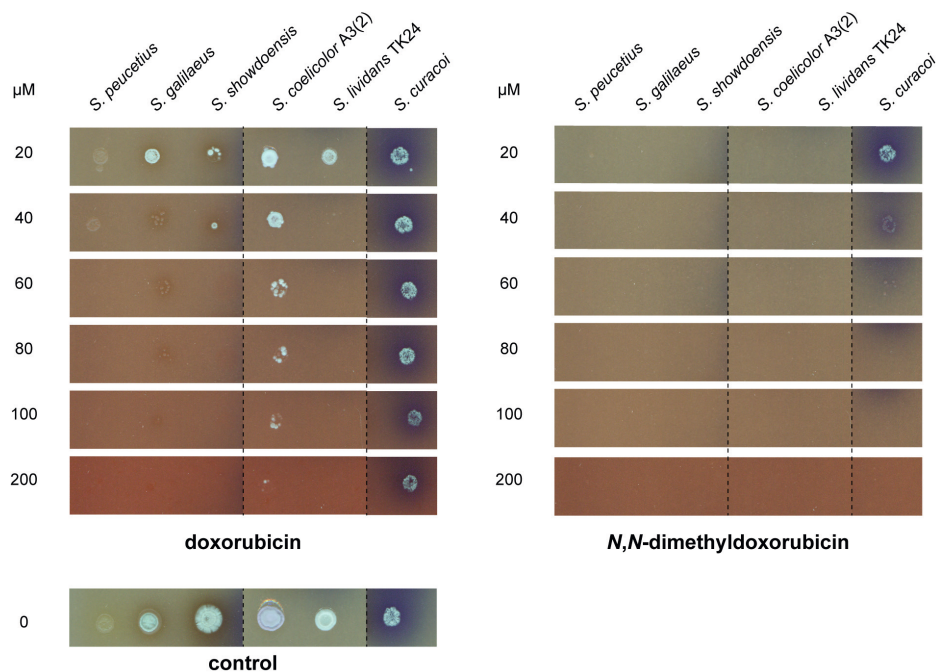 µM
S. peucetius
S. galilaeus
S. showdoensis
S. coelicolor A3(2)
S. lividans TK24
S. curacoi
20
40
60
80
100
200
doxorubicin
0
control
µM
S. peucetius
S. galilaeus
S. showdoensis
S. coelicolor A3(2)
S. lividans TK24
S. curacoi
20
40
60
80
100
200
N,N-dimethyldoxorubicin